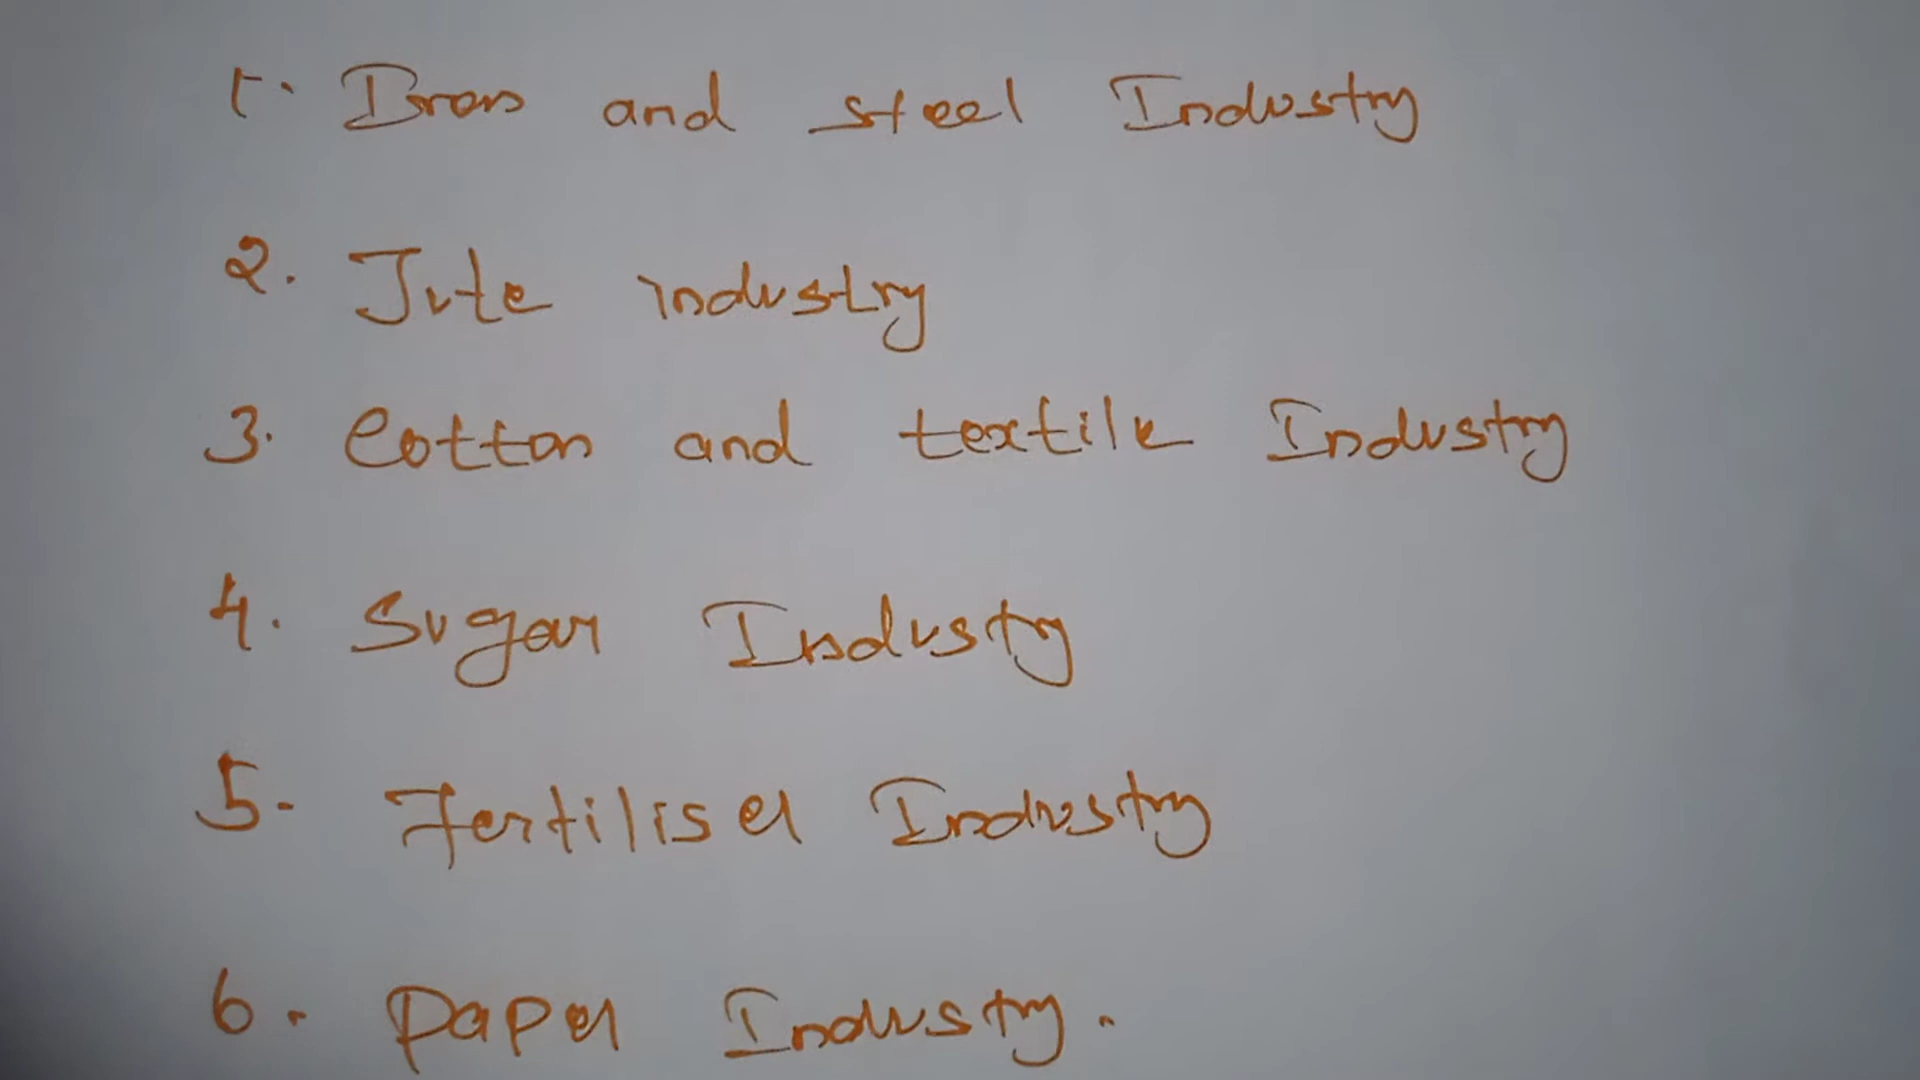 1. Iron and steel Industry
2. Jute industry
3. Cotton and textile Industry
4. Sugar Industry
5. Fertiliser Industry
6. Paper Industry.